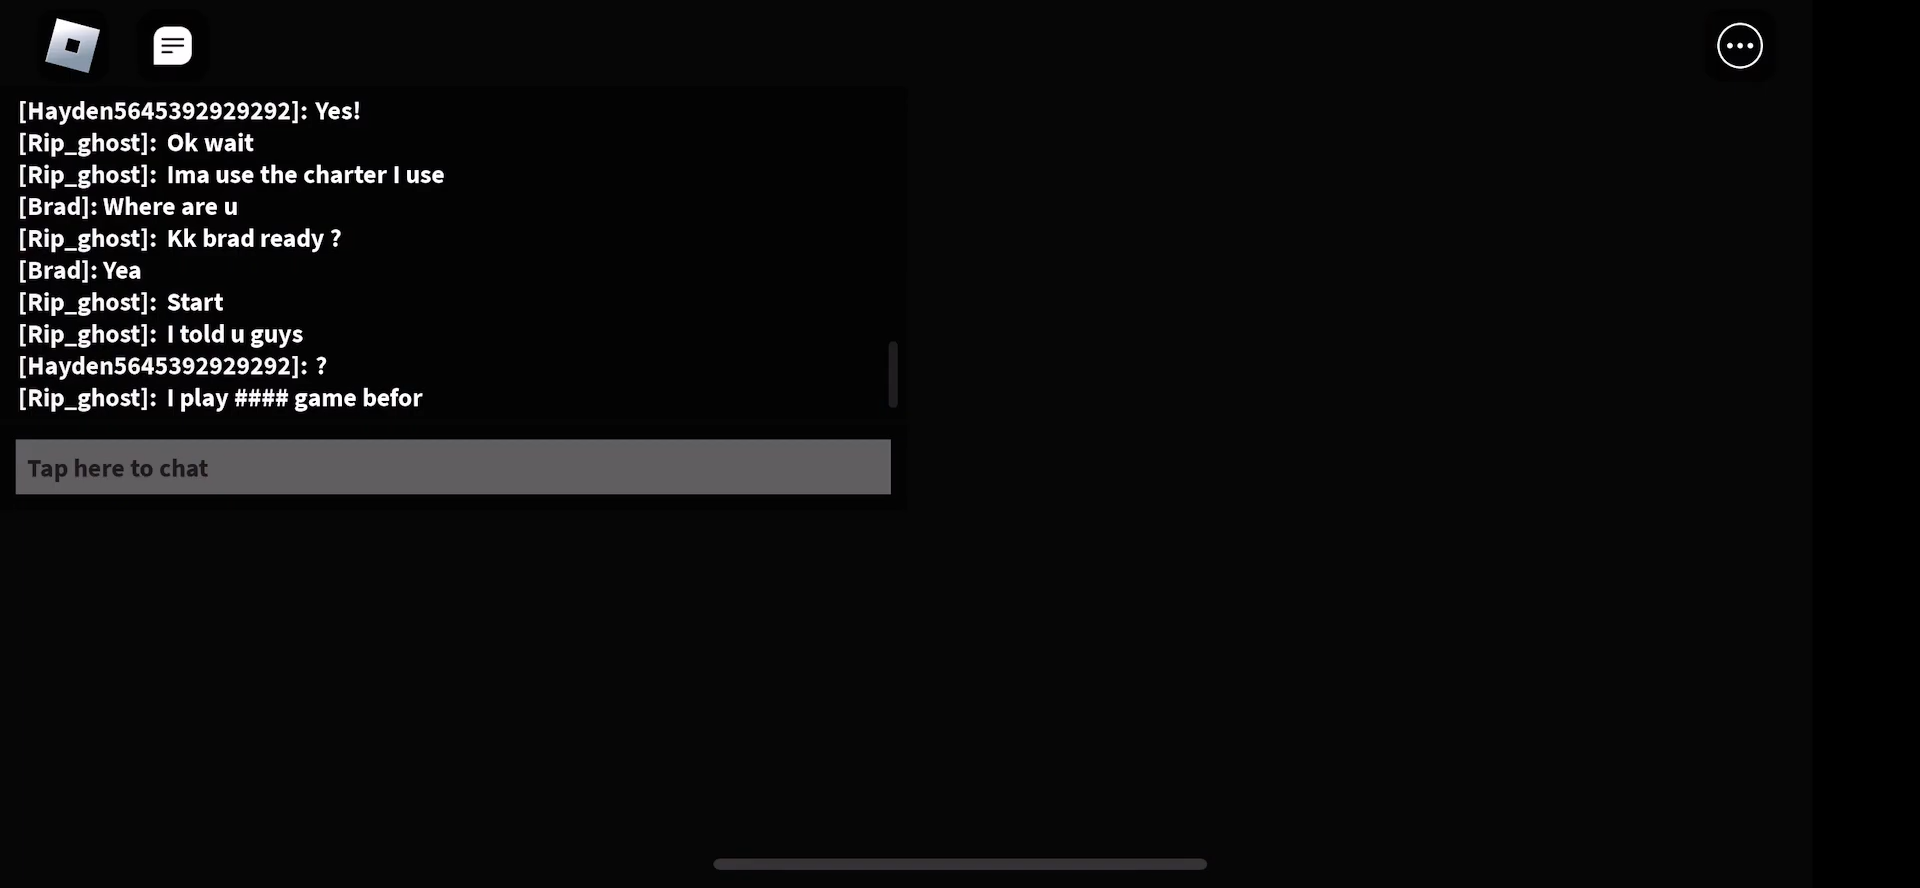 [Hayden5645392929292]: Yes!
[Rip_ghost]: Ok wait
[Rip_ghost]: Ima use the charter I use
[Brad]: Where are u
[Rip_ghost]: Kk brad ready ?
[Brad]: Yea
[Rip_ghost]: Start
[Rip_ghost]: I told u guys
[Hayden5645392929292]: ?
[Rip_ghost]: I play #### game befor
Tap here to chat